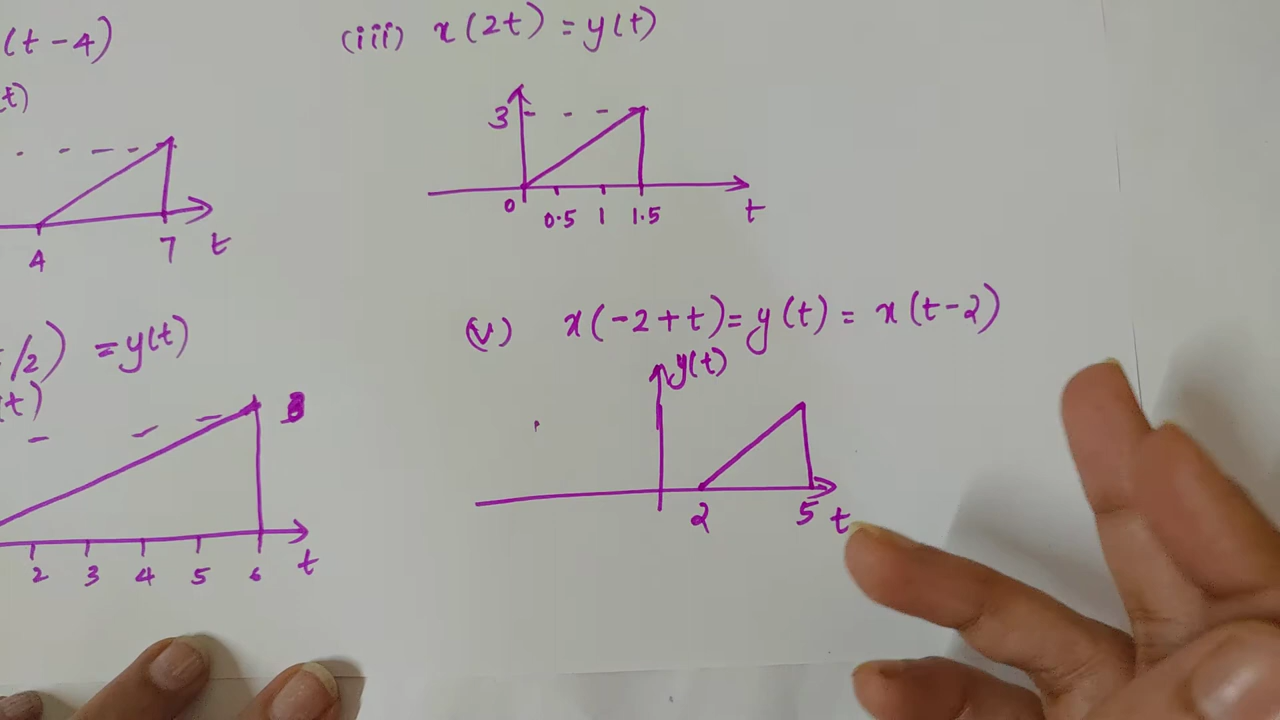 (t-4)
(iii) x(2t) = y(t)
t)
3
0 0.5 1 1.5 t
4 7 t
(v) x(-2+t) = y(t) = x(t-2)
/2) = y(t)
t)
y(t)
3
2 5 t
2 3 4 5 6 t